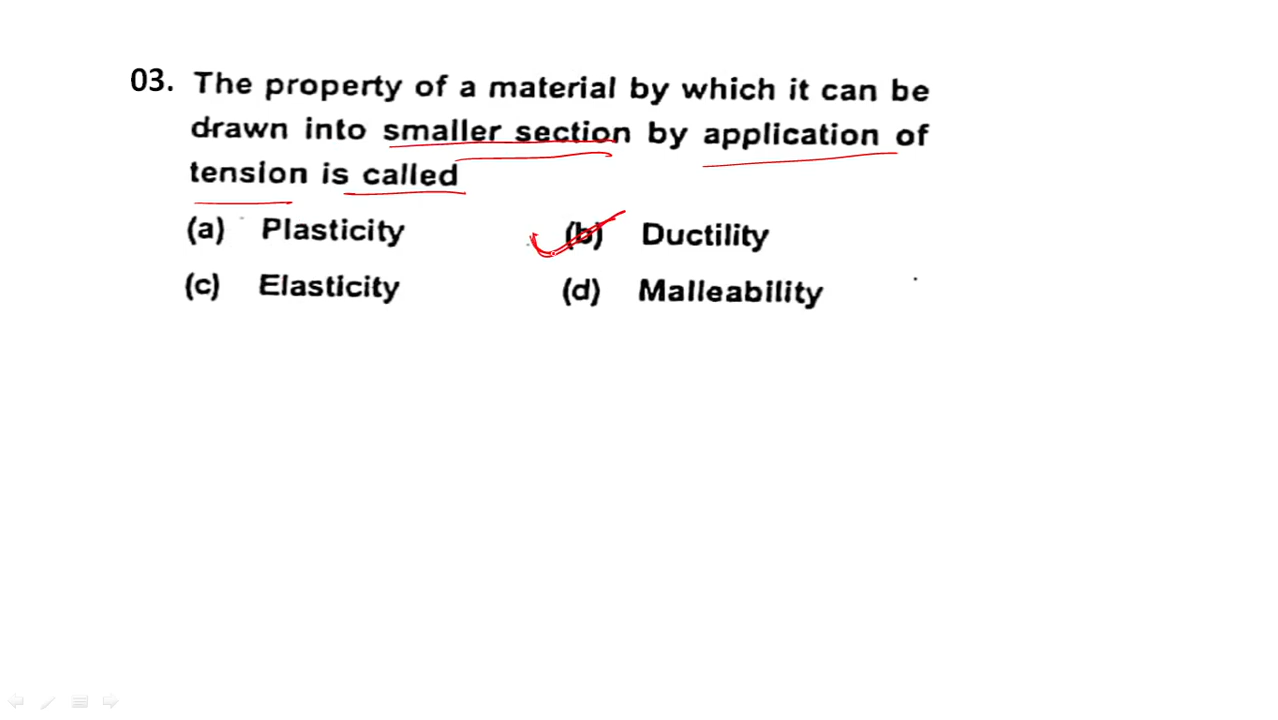 03. The property of a material by which it can be
drawn into smaller section by application of
tension is called
(a) Plasticity (b) Ductility
(c) Elasticity (d) Malleability